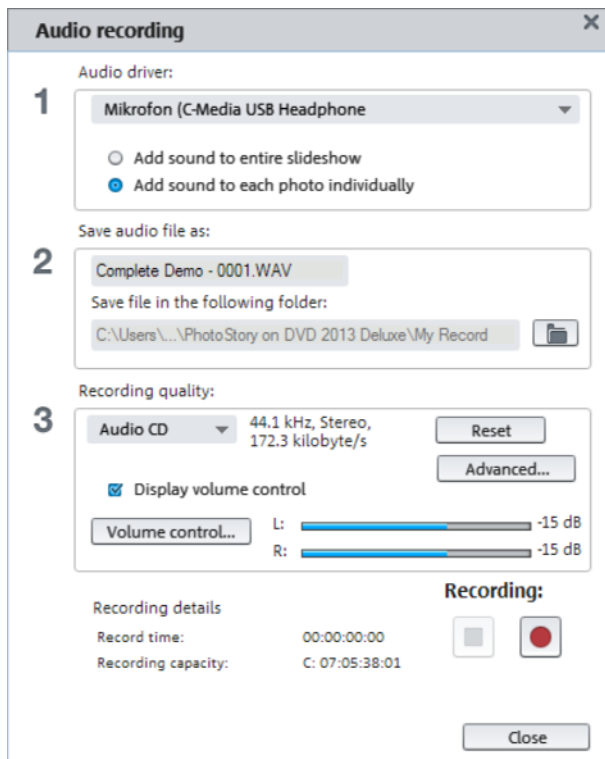 Audio recording
Audio driver:
1
Mikrofon (C-Media USB Headphone
Add sound to entire slideshow
Add sound to each photo individually
Save audio file as:
2
Complete Demo - 0001.WAV
Save file in the following folder:
C:\Users\...\PhotoStory on DVD 2013 Deluxe\My Record
Recording quality:
3
Audio CD
44.1 kHz, Stereo,
172.3 kilobyte/s
Reset
Advanced...
Display volume control
Volume control...
L: -15 dB
R: -15 dB
Recording:
Recording details
Record time: 00:00:00:00
Recording capacity: C: 07:05:38:01
Close